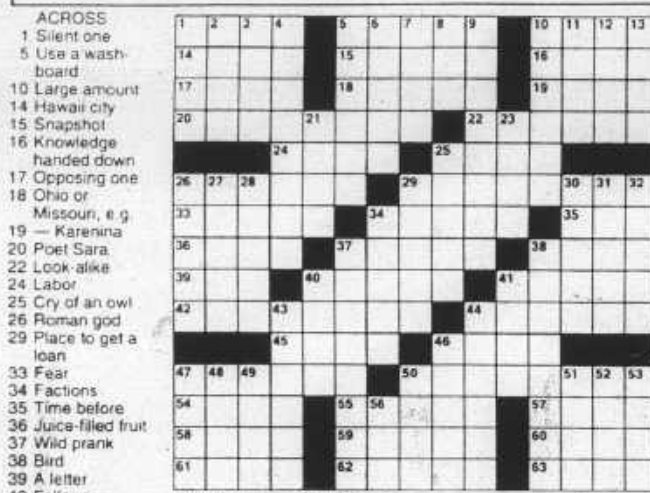 ACROSS
1 Silent one
5 Use a wash-
board
10 Large amount
14 Hawaii city
15 Snapshot
16 Knowledge
handed down
17 Opposing one
18 Ohio or
Missouri, e.g.
19 — Karenina
20 Poet Sara
22 Look-alike
24 Labor
25 Cry of an owl
26 Roman god
29 Place to get a
loan
33 Fear
34 Factions
35 Time before
36 Juice-filled fruit
37 Wild prank
38 Bird
39 A letter
1 2 3 4 5 6 7 8 9 10 11 12 13
14 15 16
17 18 19
20 21 22 23
24 25
26 27 28 29 30 31 32
33 34 35
36 37 38
39 40 41
42 43 44
45 46
47 48 49 50 51 52 53
54 55 56 57
58 59 60
61 62 63